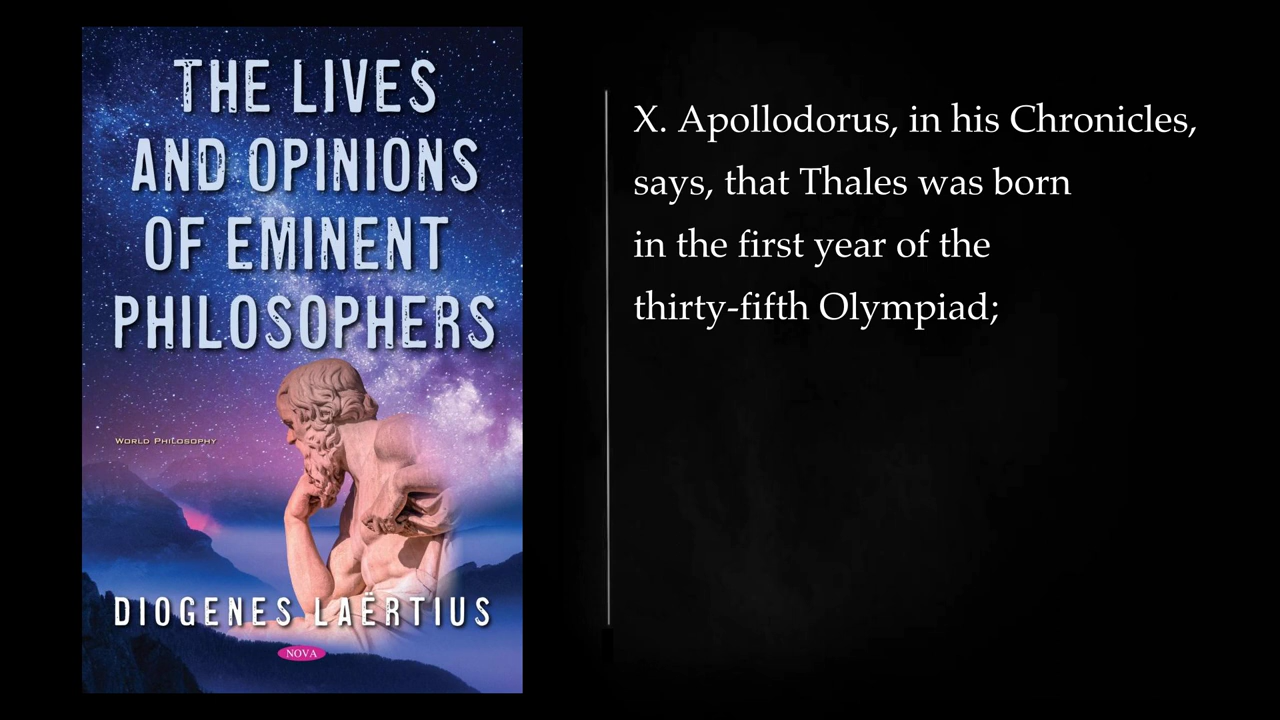 THE LIVES
AND OPINIONS
OF EMINENT
PHILOSOPHERS
WORLD PHILOSOPHY
DIOGENES LAËRTIUS
NOVA
X. Apollodorus, in his Chronicles,
says, that Thales was born
in the first year of the
thirty-fifth Olympiad;